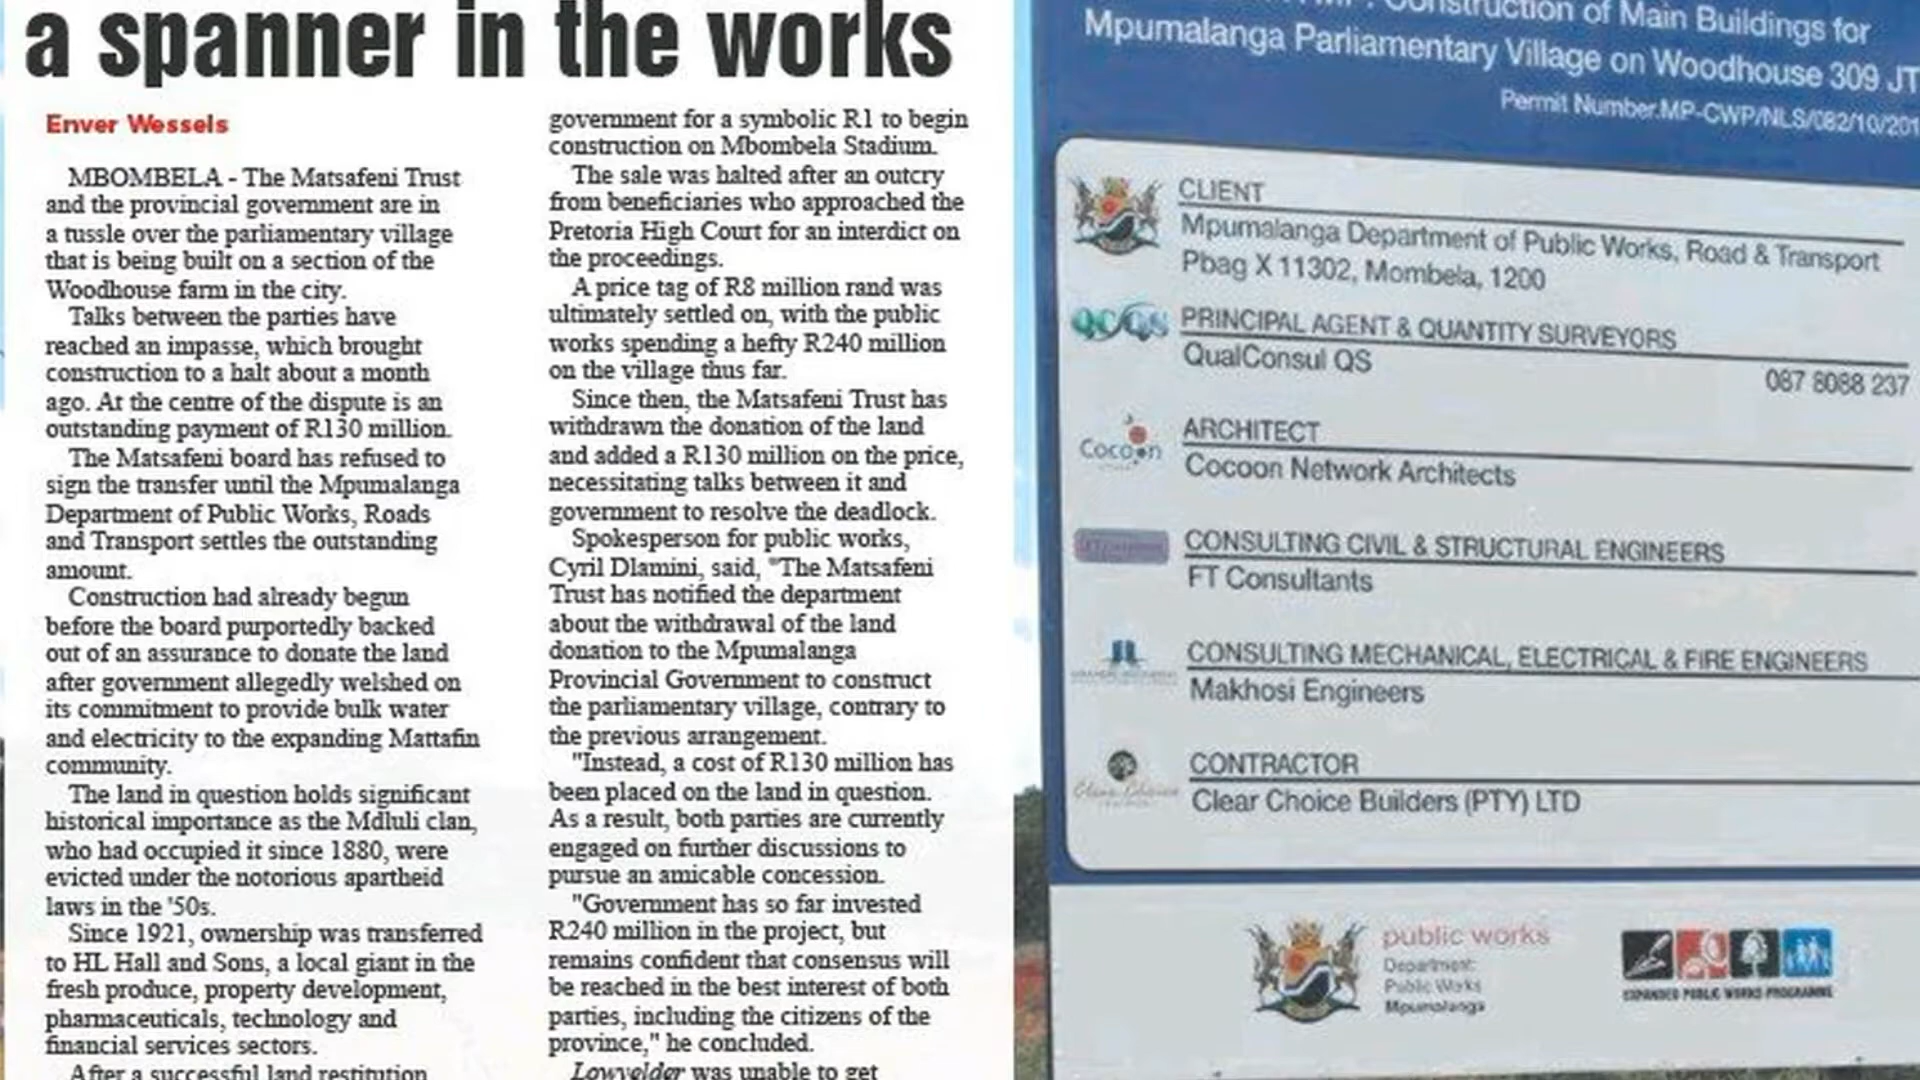 a spanner in the works
Enver Wessels
MBOMBELA - The Matsafeni Trust
and the provincial government are in
a tussle over the parliamentary village
that is being built on a section of the
Woodhouse farm in the city.
Talks between the parties have
reached an impasse, which brought
construction to a halt about a month
ago. At the centre of the dispute is an
outstanding payment of R130 million.
The Matsafeni board has refused to
sign the transfer until the Mpumalanga
Department of Public Works, Roads
and Transport settles the outstanding
amount.
Construction had already begun
before the board purportedly backed
out of an assurance to donate the land
after government allegedly welshed on
its commitment to provide bulk water
and electricity to the expanding Mattafin
community.
The land in question holds significant
historical importance as the Mdluli clan,
who had occupied it since 1880, were
evicted under the notorious apartheid
laws in the '50s.
Since 1921, ownership was transferred
to HL Hall and Sons, a local giant in the
fresh produce, property development,
pharmaceuticals, technology and
financial services sectors.
After a successful land restitution
government for a symbolic R1 to begin
construction on Mbombela Stadium.
The sale was halted after an outcry
from beneficiaries who approached the
Pretoria High Court for an interdict on
the proceedings.
A price tag of R8 million rand was
ultimately settled on, with the public
works spending a hefty R240 million
on the village thus far.
Since then, the Matsafeni Trust has
withdrawn the donation of the land
and added a R130 million on the price,
necessitating talks between it and
government to resolve the deadlock.
Spokesperson for public works,
Cyril Dlamini, said, "The Matsafeni
Trust has notified the department
about the withdrawal of the land
donation to the Mpumalanga
Provincial Government to construct
the parliamentary village, contrary to
the previous arrangement.
"Instead, a cost of R130 million has
been placed on the land in question.
As a result, both parties are currently
engaged on further discussions to
pursue an amicable concession.
"Government has so far invested
R240 million in the project, but
remains confident that consensus will
be reached in the best interest of both
parties, including the citizens of the
province," he concluded.
Lowvelder was unable to get
Construction of Main Buildings for
Mpumalanga Parliamentary Village on Woodhouse 309 JT
Permit Number.MP-CWP/NLS/082/10/201
CLIENT
Mpumalanga Department of Public Works, Road & Transport
Pbag X 11302, Mombela, 1200
QCQS
PRINCIPAL AGENT & QUANTITY SURVEYORS
QualConsul QS
087 8088 237
ARCHITECT
Cocoon
Cocoon Network Architects
CONSULTING CIVIL & STRUCTURAL ENGINEERS
FT Consultants
CONSULTING MECHANICAL, ELECTRICAL & FIRE ENGINEERS
Makhosi Engineers
CONTRACTOR
Clear Choice
Clear Choice Builders (PTY) LTD
public works
Department:
Public Works
Mpumalanga
EXPANDED PUBLIC WORKS PROGRAMME